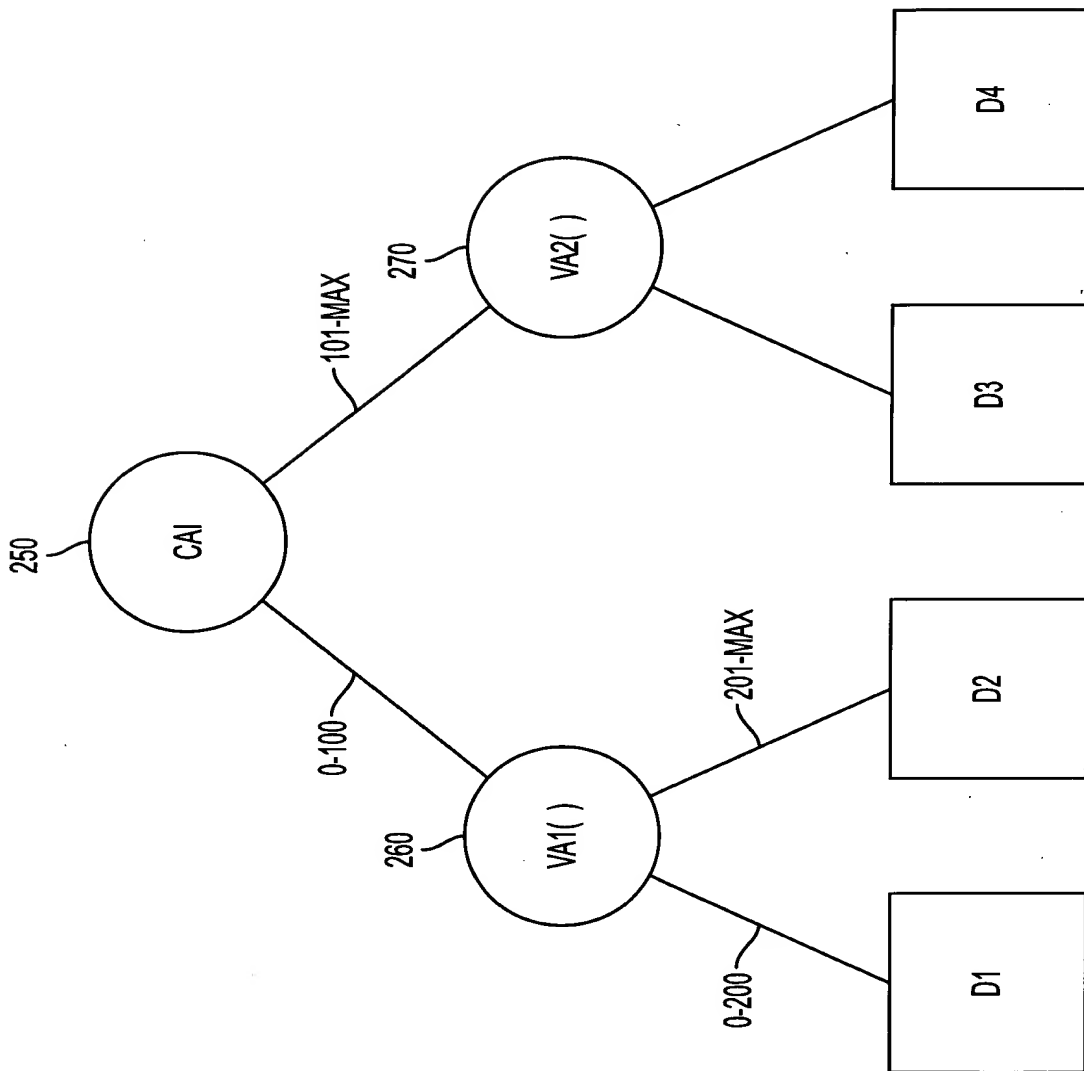 250
CAI
0-100
101-MAX
260
VA1( )
270
VA2( )
0-200
201-MAX
D1
D2
D3
D4